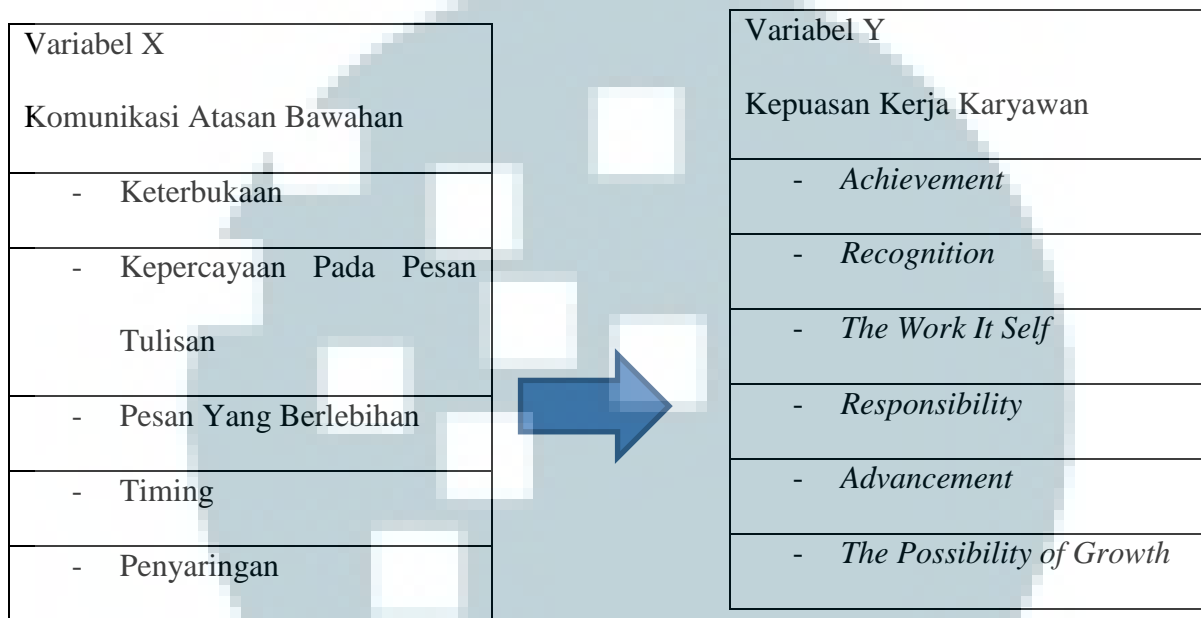 Variabel X
Komunikasi Atasan Bawahan
- Keterbukaan
- Kepercayaan Pada Pesan
Tulisan
- Pesan Yang Berlebihan
- Timing
- Penyaringan
Variabel Y
Kepuasan Kerja Karyawan
- Achievement
- Recognition
- The Work It Self
- Responsibility
- Advancement
- The Possibility of Growth